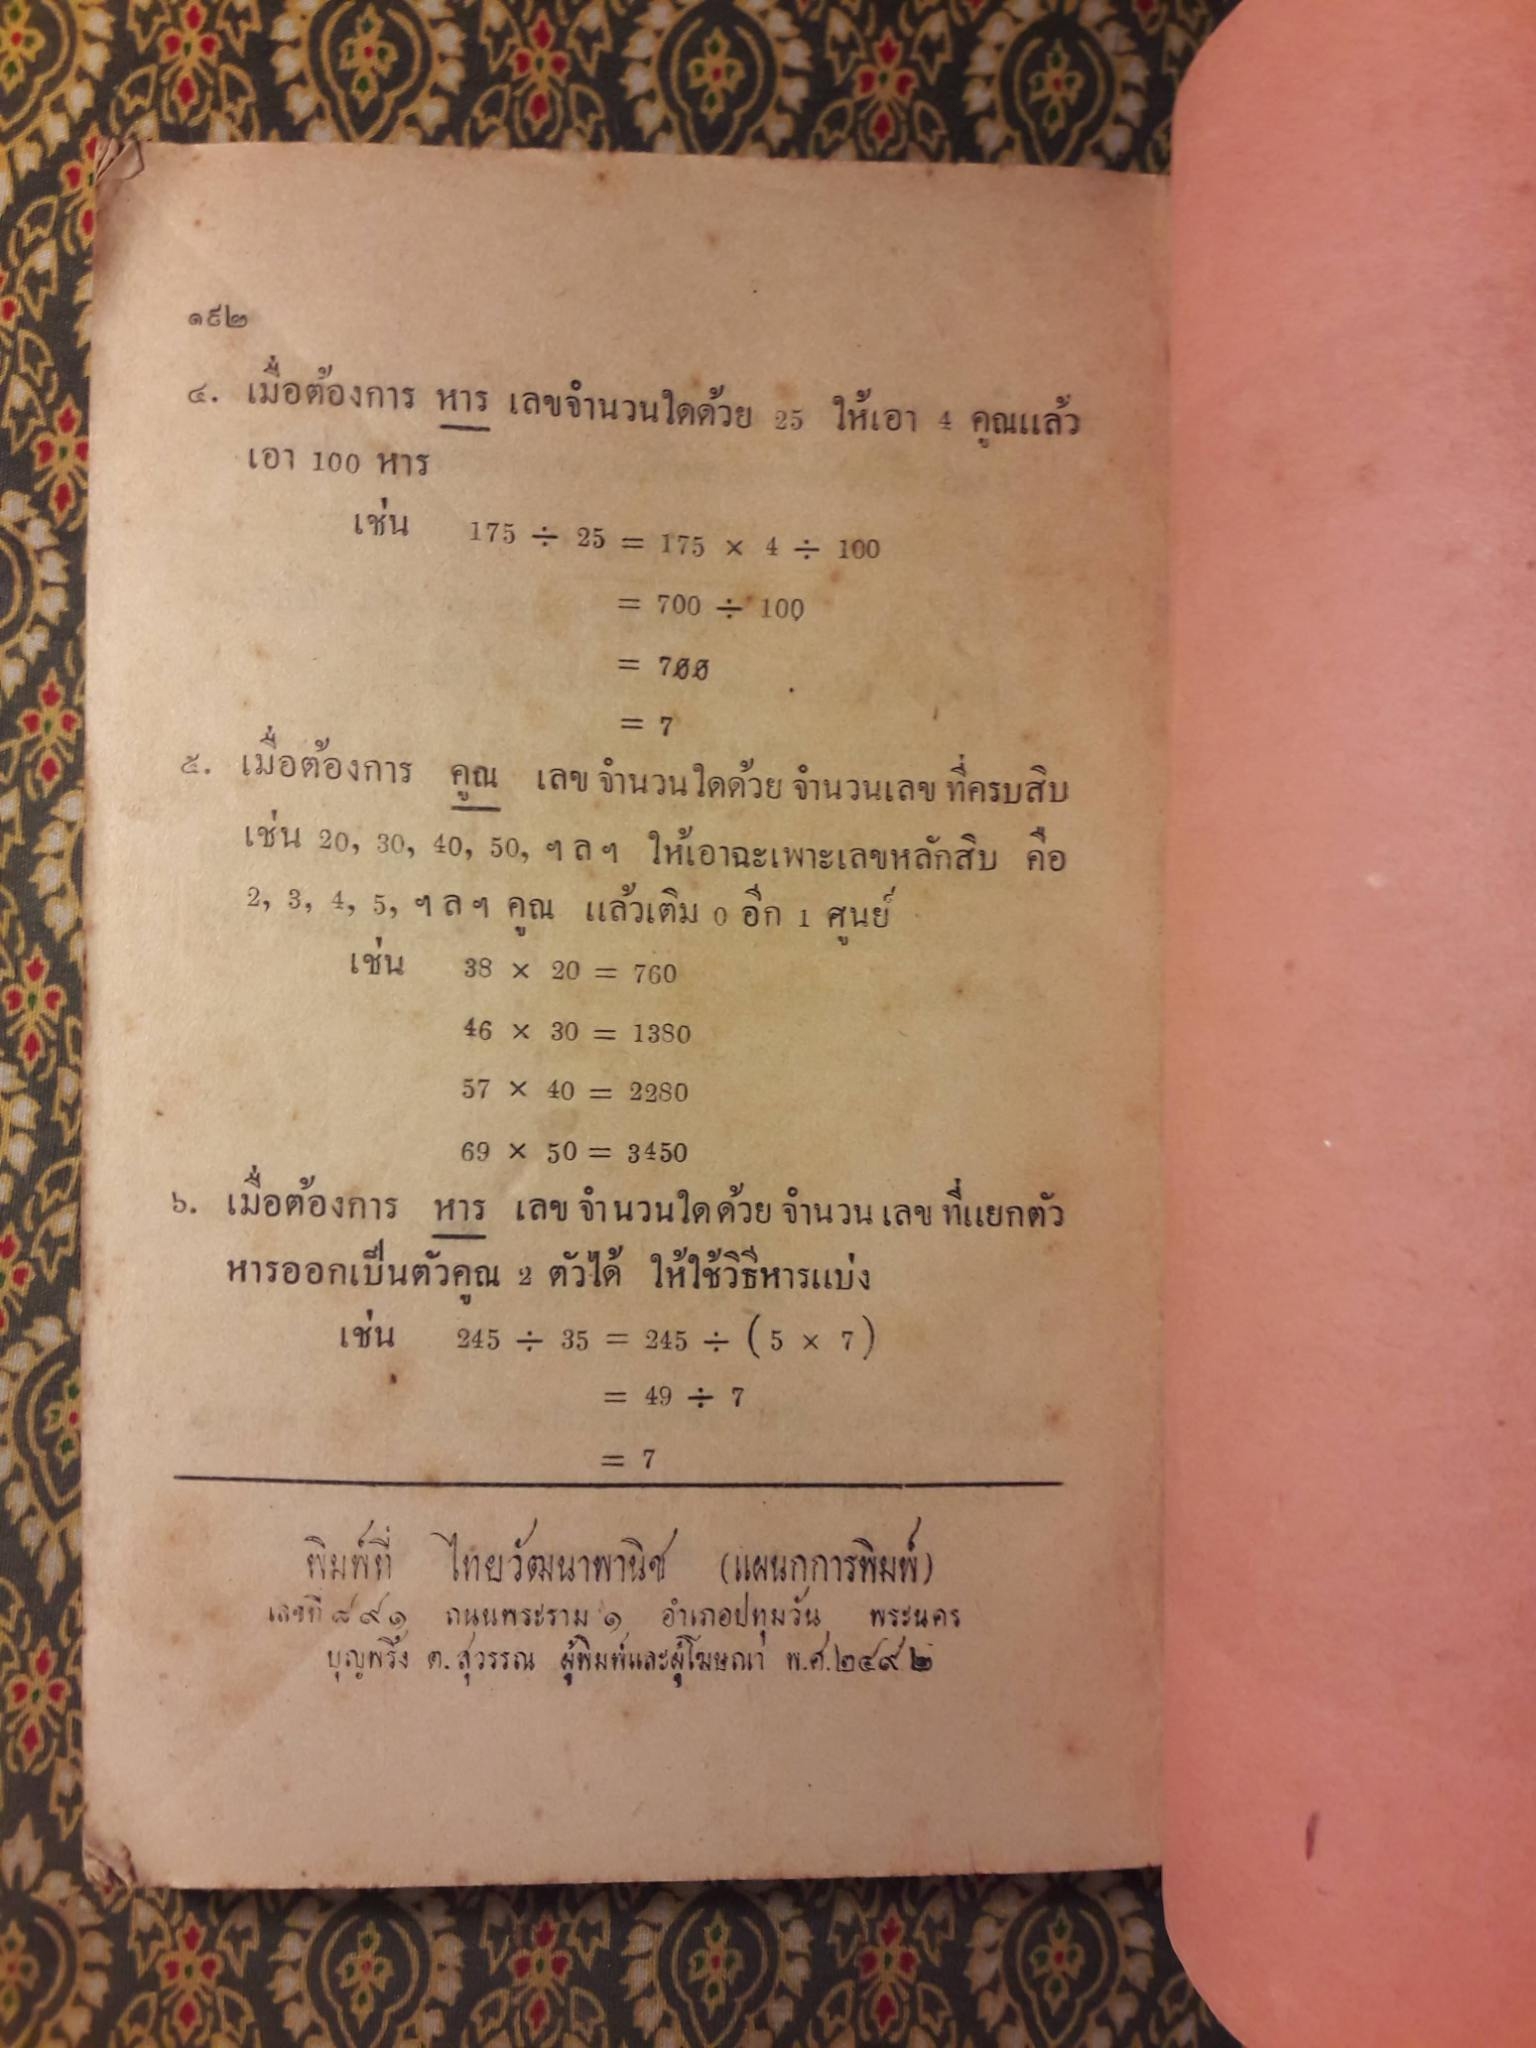 ๑๙๒
๔. เมื่อต้องการ หาร เลขจำนวนใดด้วย 25 ให้เอา 4 คูณแล้ว
เอา 100 หาร
เช่น 175 ÷ 25 = 175 × 4 ÷ 100
= 700 ÷ 100
= 700
= 7
๕. เมื่อต้องการ คูณ เลขจำนวนใดด้วยจำนวนเลขที่ครบสิบ
เช่น 20, 30, 40, 50, ฯลฯ ให้เอาฉะเพาะเลขหลักสิบ คือ
2, 3, 4, 5, ฯลฯ คูณ แล้วเติม 0 อีก 1 ศูนย์
เช่น 38 × 20 = 760
46 × 30 = 1380
57 × 40 = 2280
69 × 50 = 3450
๖. เมื่อต้องการ หาร เลขจำนวนใดด้วยจำนวนเลขที่แยกตัว
หารออกเป็นตัวคูณ 2 ตัวได้ ให้ใช้วิธีหารแบ่ง
เช่น 245 ÷ 35 = 245 ÷ (5 × 7)
= 49 ÷ 7
= 7
พิมพ์ที่ ไทยวัฒนาพานิช (แผนกการพิมพ์)
เลขที่ ๘๙๑ ถนนพระราม ๑ อำเภอปทุมวัน พระนคร
บุญพริ้ง ต. สุวรรณ ผู้พิมพ์และผู้โฆษณา พ.ศ. ๒๔๙๒